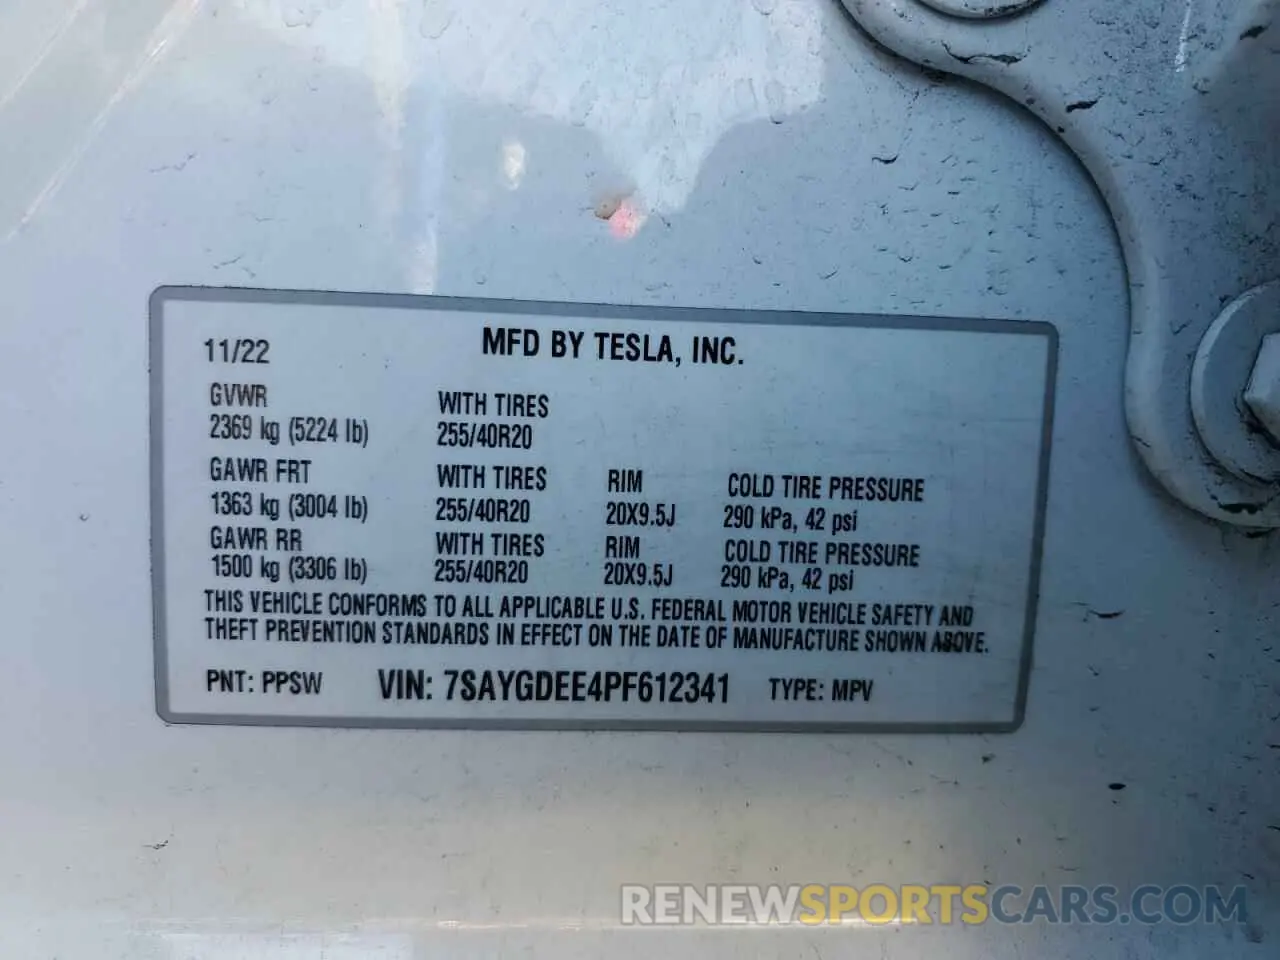 11/22 MFD BY TESLA, INC.
GVWR WITH TIRES
2369 kg (5224 lb) 255/40R20
GAWR FRT WITH TIRES RIM COLD TIRE PRESSURE
1363 kg (3004 lb) 255/40R20 20X9.5J 290 kPa, 42 psi
GAWR RR WITH TIRES RIM COLD TIRE PRESSURE
1500 kg (3306 lb) 255/40R20 20X9.5J 290 kPa, 42 psi
THIS VEHICLE CONFORMS TO ALL APPLICABLE U.S. FEDERAL MOTOR VEHICLE SAFETY AND
THEFT PREVENTION STANDARDS IN EFFECT ON THE DATE OF MANUFACTURE SHOWN ABOVE.
PNT: PPSW VIN: 7SAYGDEE4PF612341 TYPE: MPV
RENEWSPORTSCARS.COM